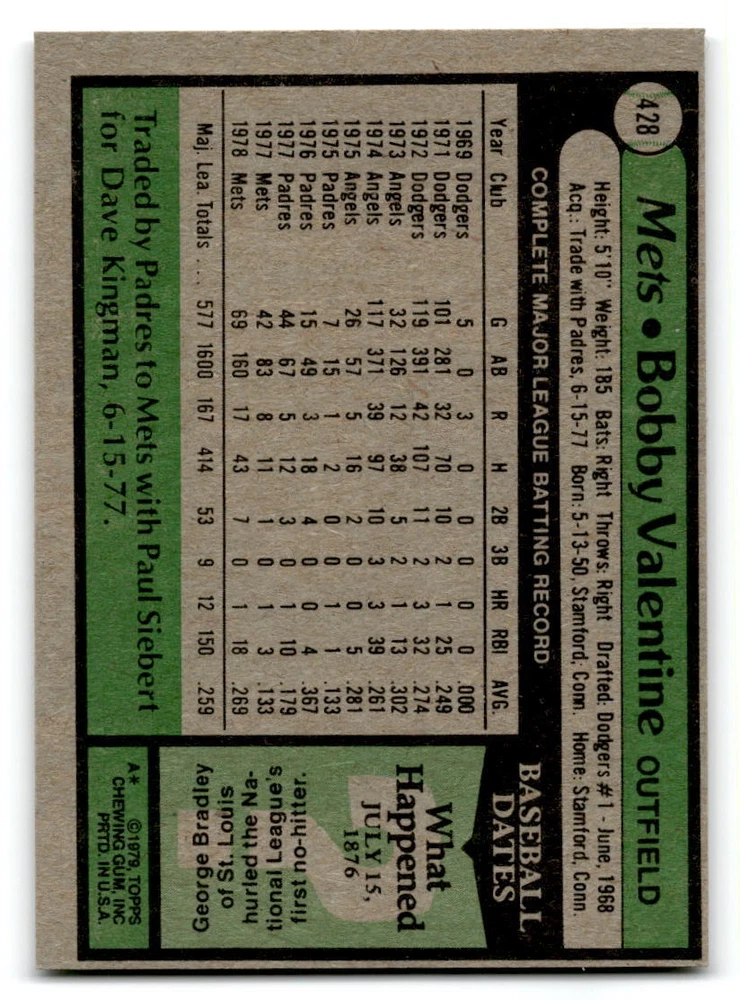 428
Mets • Bobby Valentine OUTFIELD
Height: 5'10" Weight: 185 Bats: Right Throws: Right Drafted: Dodgers #1 - June, 1968
Acq.: Trade with Padres, 6-15-77 Born: 5-13-50, Stamford, Conn. Home: Stamford, Conn.
COMPLETE MAJOR LEAGUE BATTING RECORD
Year Club G AB R H 2B 3B HR RBI AVG.
1969 Dodgers 5 0 3 0 0 0 0 0 .000
1971 Dodgers 101 281 32 70 10 2 1 25 .249
1972 Dodgers 119 391 42 107 11 2 3 32 .274
1973 Angels 32 126 12 38 5 2 1 13 .302
1974 Angels 117 371 39 97 10 3 3 39 .261
1975 Angels 26 57 5 16 2 0 0 5 .281
1975 Padres 7 15 1 2 0 0 1 1 .133
1976 Padres 15 49 3 18 4 0 0 4 .367
1977 Padres 44 67 5 12 3 0 1 10 .179
1977 Mets 42 83 8 11 1 0 1 3 .133
1978 Mets 69 160 17 43 7 0 1 18 .269
Maj. Lea. Totals .... 577 1600 167 414 53 9 12 150 .259
Traded by Padres to Mets with Paul Siebert
for Dave Kingman, 6-15-77.
BASEBALL
DATES
What
Happened
JULY 15,
1876
George Bradley
of St. Louis
hurled the Na-
tional League's
first no-hitter.
A* ©1979, TOPPS
CHEWING GUM, INC
PRTD. IN U.S.A.